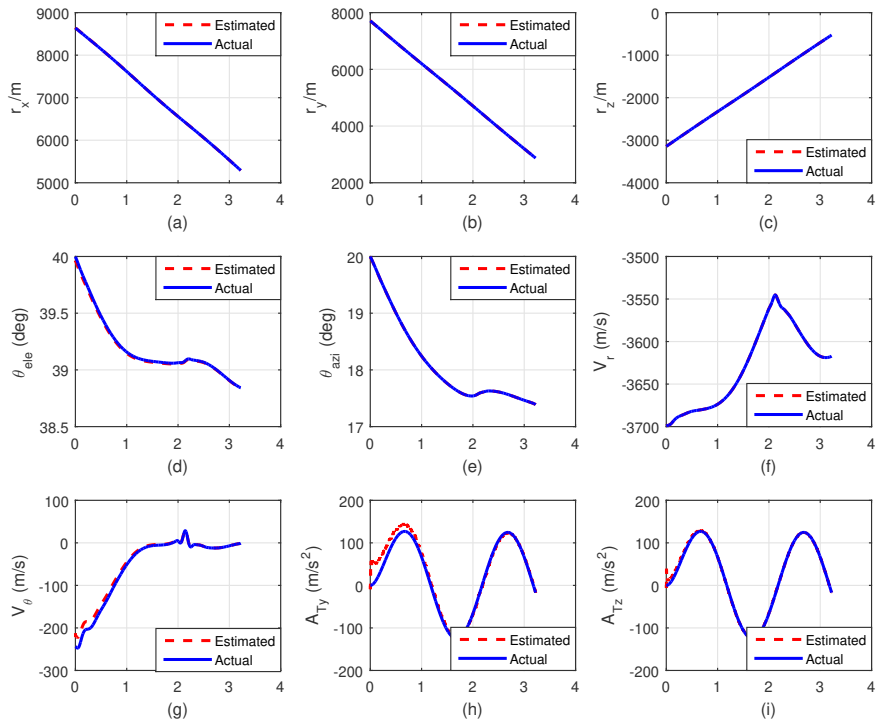 9000
8000
7000
6000
5000
r_x/m
Estimated
Actual
0 1 2 3 4
(a)
8000
6000
4000
2000
r_y/m
Estimated
Actual
0 1 2 3 4
(b)
0
-1000
-2000
-3000
-4000
r_z/m
Estimated
Actual
0 1 2 3 4
(c)
40
39.5
39
38.5
θ_ele (deg)
Estimated
Actual
0 1 2 3 4
(d)
20
19
18
17
θ_azi (deg)
Estimated
Actual
0 1 2 3 4
(e)
-3500
-3550
-3600
-3650
-3700
V_r (m/s)
Estimated
Actual
0 1 2 3 4
(f)
100
0
-100
-200
-300
V_θ (m/s)
Estimated
Actual
0 1 2 3 4
(g)
200
100
0
-100
-200
A_Ty (m/s²)
Estimated
Actual
0 1 2 3 4
(h)
200
100
0
-100
-200
A_Tz (m/s²)
Estimated
Actual
0 1 2 3 4
(i)